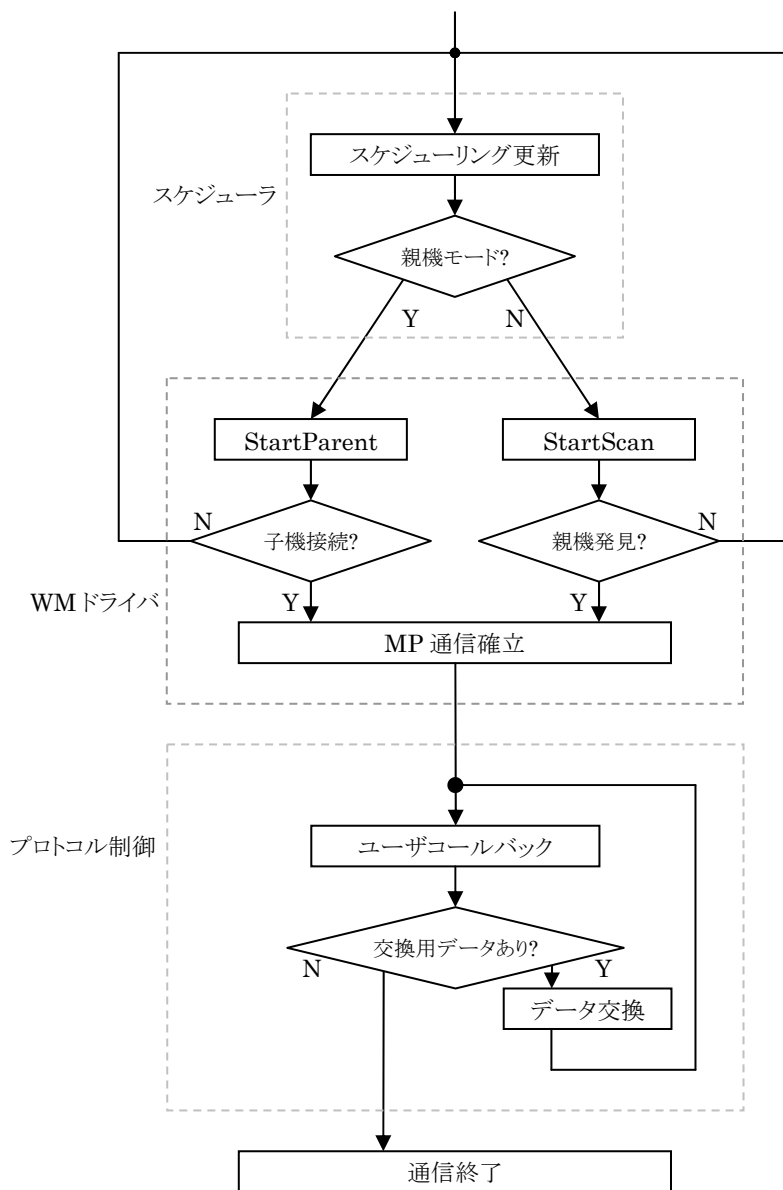 スケジューリング更新
スケジューラ
親機モード?
Y
N
StartParent
StartScan
N
子機接続?
親機発見?
N
WMドライバ
Y
Y
MP 通信確立
プロトコル制御
ユーザコールバック
交換用データあり?
N
Y
データ交換
通信終了